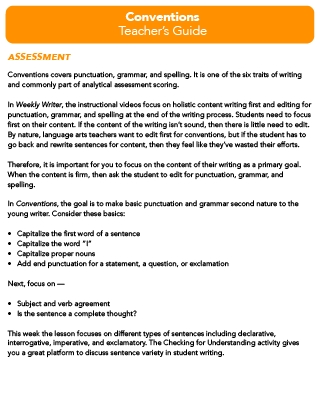 Conventions
Teacher's Guide
ASSESSMENT
Conventions covers punctuation, grammar, and spelling. It is one of the six traits of writing
and commonly part of analytical assessment scoring.
In Weekly Writer, the instructional videos focus on holistic content writing first and editing for
punctuation, grammar, and spelling at the end of the writing process. Students need to focus
first on their content. If the content of the writing isn't sound, then there is little need to edit.
By nature, language arts teachers want to edit first for conventions, but if the student has to
go back and rewrite sentences for content, then they feel like they've wasted their efforts.
Therefore, it is important for you to focus on the content of their writing as a primary goal.
When the content is firm, then ask the student to edit for punctuation, grammar, and
spelling.
In Conventions, the goal is to make basic punctuation and grammar second nature to the
young writer. Consider these basics:
• Capitalize the first word of a sentence
• Capitalize the word "I"
• Capitalize proper nouns
• Add end punctuation for a statement, a question, or exclamation
Next, focus on —
• Subject and verb agreement
• Is the sentence a complete thought?
This week the lesson focuses on different types of sentences including declarative,
interrogative, imperative, and exclamatory. The Checking for Understanding activity gives
you a great platform to discuss sentence variety in student writing.